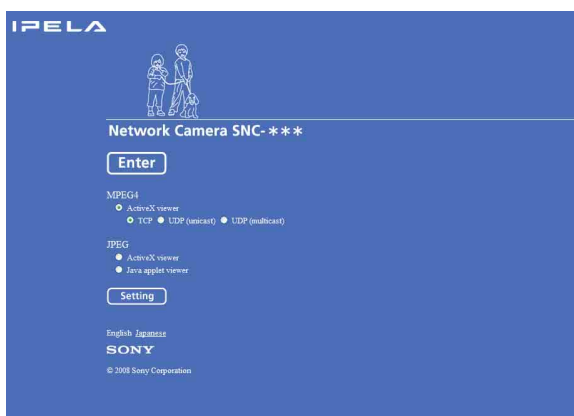 IPELA
Network Camera SNC-***
Enter
MPEG4
ActiveX viewer
TCP UDP (unicast) UDP (multicast)
JPEG
ActiveX viewer
Java applet viewer
Setting
English Japanese
SONY
© 2008 Sony Corporation